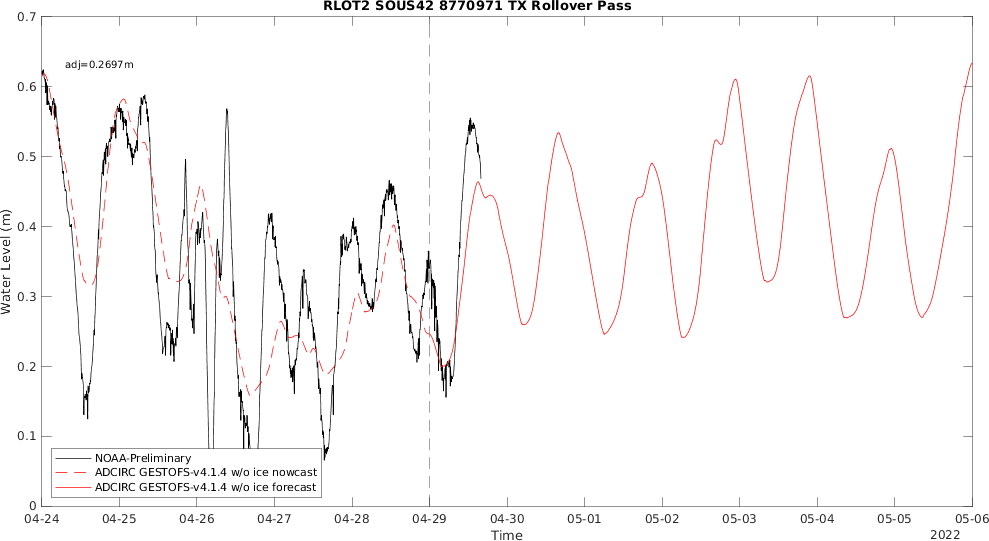 RLOT2 SOUS42 8770971 TX Rollover Pass
adj=0.2697m
Water Level (m)
0.7
0.6
0.5
0.4
0.3
0.2
0.1
0
NOAA-Preliminary
ADCIRC GESTOFS-v4.1.4 w/o ice nowcast
ADCIRC GESTOFS-v4.1.4 w/o ice forecast
04-24 04-25 04-26 04-27 04-28 04-29 04-30 05-01 05-02 05-03 05-04 05-05 05-06
Time
2022